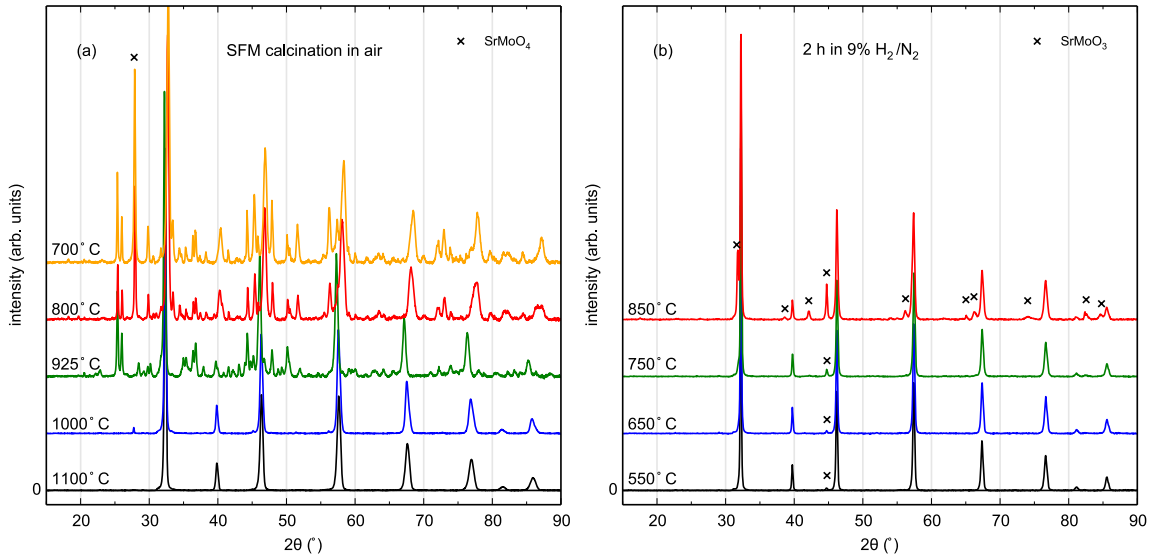 (a) SFM calcination in air × SrMoO4
intensity (arb. units)
700°C
800°C
925°C
1000°C
1100°C
0
20 30 40 50 60 70 80 90
2θ (°)
(b) 2 h in 9% H2/N2 × SrMoO3
intensity (arb. units)
850°C
750°C
650°C
550°C
0
20 30 40 50 60 70 80 90
2θ (°)